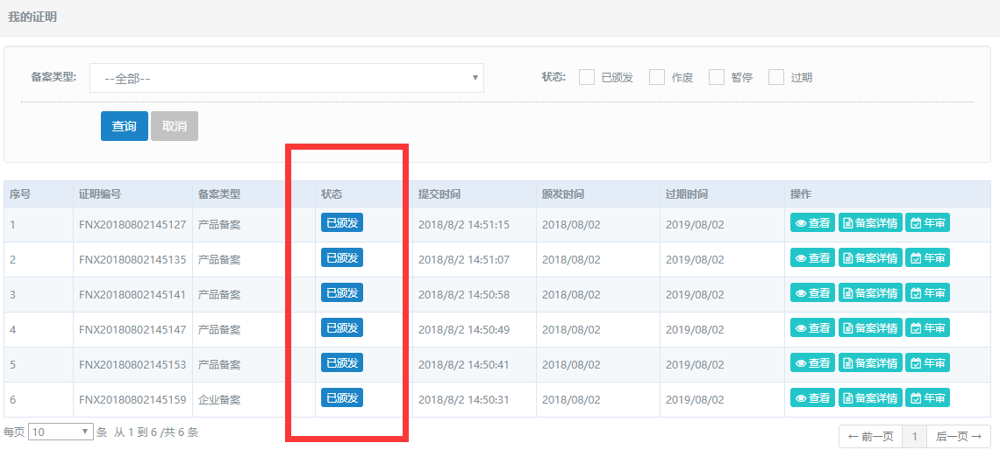 我的证明
备案类型: --全部-- 状态: 已颁发 作废 暂停 过期
查询 取消
序号 证明编号 备案类型 状态 提交时间 颁发时间 过期时间 操作
1 FNX20180802145127 产品备案 已颁发 2018/8/2 14:51:15 2018/08/02 2019/08/02 查看 备案详情 年审
2 FNX20180802145135 产品备案 已颁发 2018/8/2 14:51:07 2018/08/02 2019/08/02 查看 备案详情 年审
3 FNX20180802145141 产品备案 已颁发 2018/8/2 14:50:58 2018/08/02 2019/08/02 查看 备案详情 年审
4 FNX20180802145147 产品备案 已颁发 2018/8/2 14:50:49 2018/08/02 2019/08/02 查看 备案详情 年审
5 FNX20180802145153 产品备案 已颁发 2018/8/2 14:50:41 2018/08/02 2019/08/02 查看 备案详情 年审
6 FNX20180802145159 企业备案 已颁发 2018/8/2 14:50:31 2018/08/02 2019/08/02 查看 备案详情 年审
每页 10 条 从 1 到 6 /共 6 条 ← 前一页 1 后一页 →